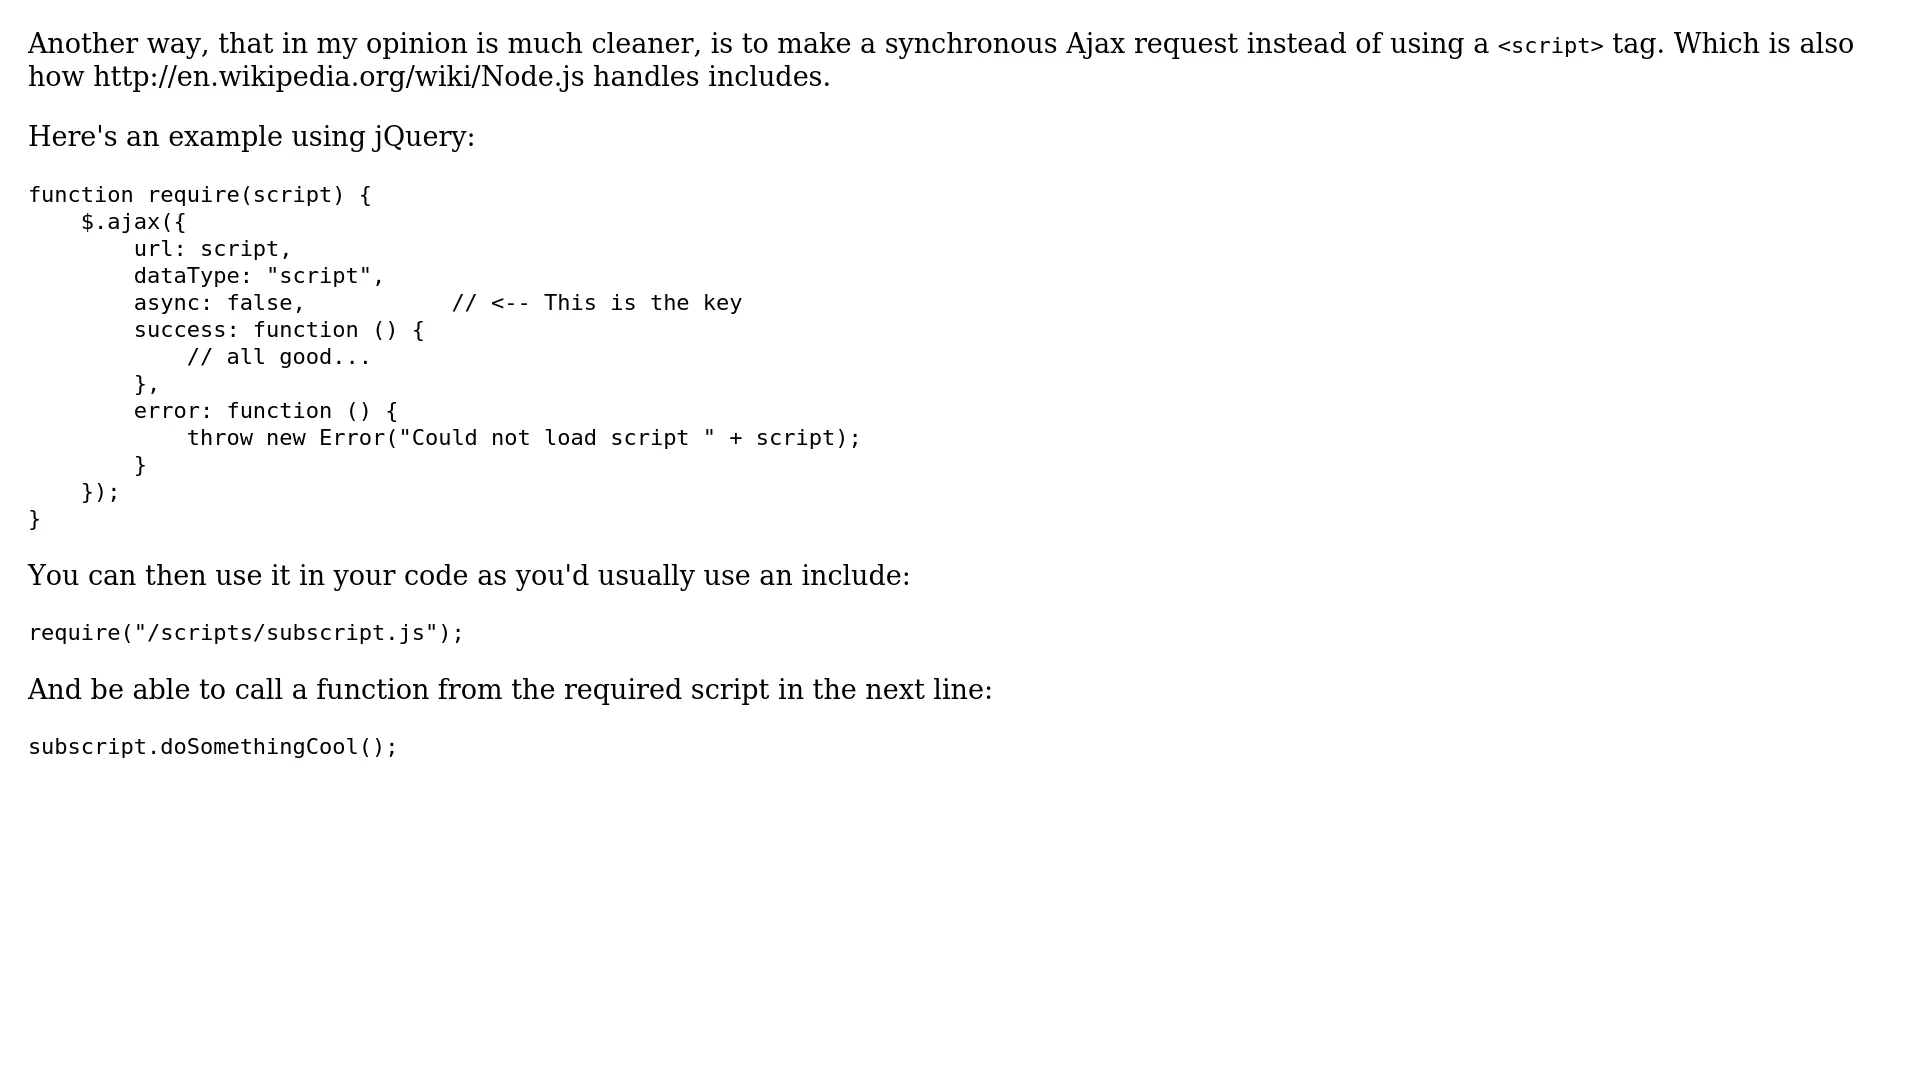 Another way, that in my opinion is much cleaner, is to make a synchronous Ajax request instead of using a <script> tag. Which is also
how http://en.wikipedia.org/wiki/Node.js handles includes.
Here's an example using jQuery:
function require(script) {
    $.ajax({
        url: script,
        dataType: "script",
        async: false,           // <-- This is the key
        success: function () {
            // all good...
        },
        error: function () {
            throw new Error("Could not load script " + script);
        }
    });
}
You can then use it in your code as you'd usually use an include:
require("/scripts/subscript.js");
And be able to call a function from the required script in the next line:
subscript.doSomethingCool();